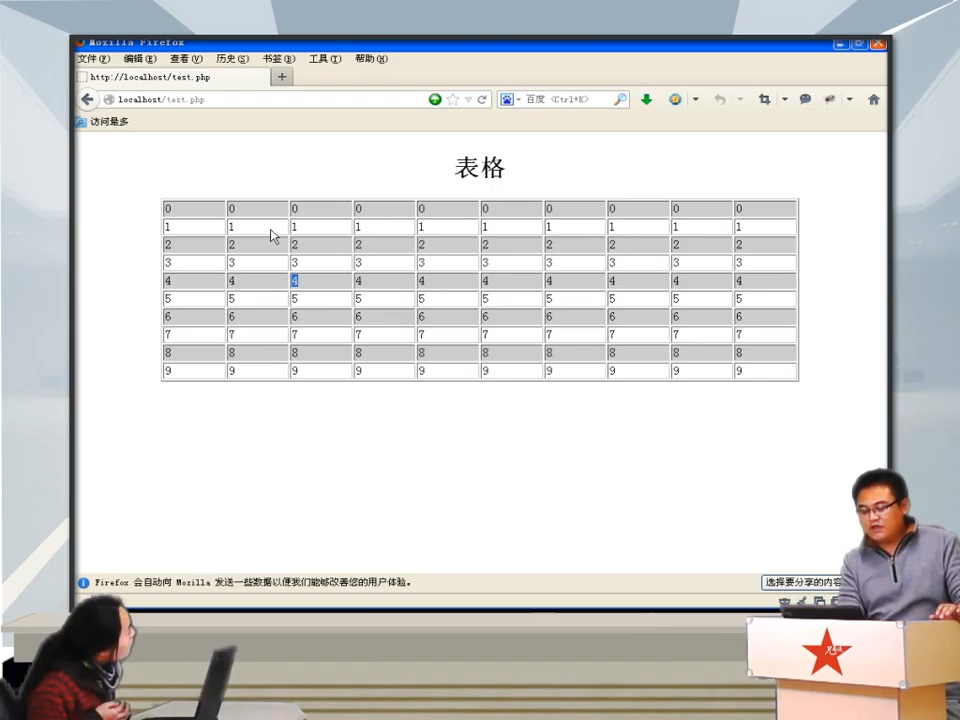 Mozilla Firefox
文件(F) 编辑(E) 查看(V) 历史(S) 书签(B) 工具(T) 帮助(H)
http://localhost/test.php
localhost/test.php 百度 <Ctrl+K>
访问最多
表格
0 0 0 0 0 0 0 0 0 0
1 1 1 1 1 1 1 1 1 1
2 2 2 2 2 2 2 2 2 2
3 3 3 3 3 3 3 3 3 3
4 4 4 4 4 4 4 4 4 4
5 5 5 5 5 5 5 5 5 5
6 6 6 6 6 6 6 6 6 6
7 7 7 7 7 7 7 7 7 7
8 8 8 8 8 8 8 8 8 8
9 9 9 9 9 9 9 9 9 9
Firefox 会自动向 Mozilla 发送一些数据以便我们能够改善您的用户体验。 选择要分享的内容